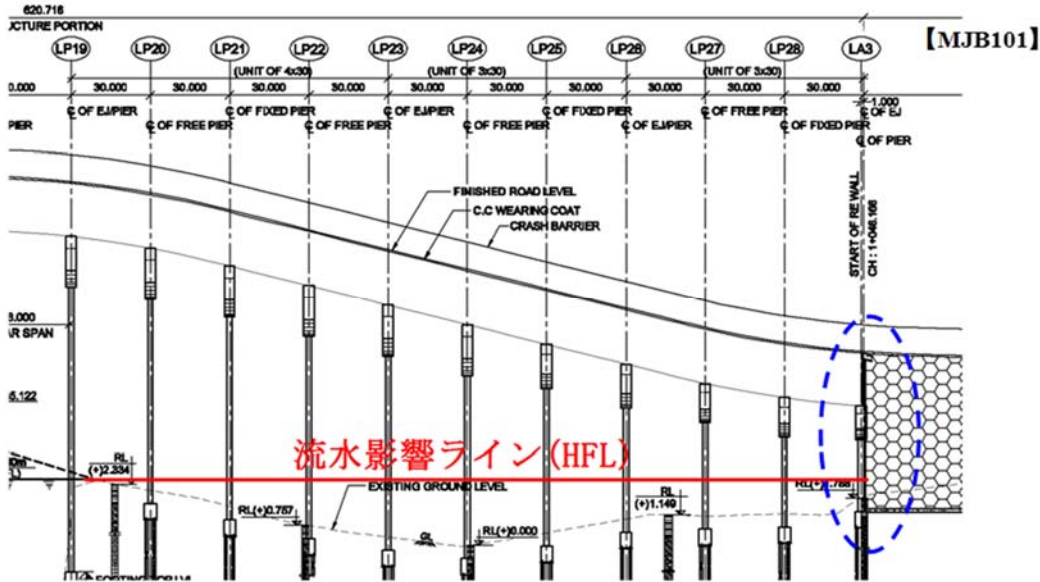 620.716
UCTURE PORTION
LP19 LP20 LP21 LP22 LP23 LP24 LP25 LP26 LP27 LP28 LA3
【MJB101】
(UNIT OF 4x30) (UNIT OF 3x30) (UNIT OF 3x30)
0.000 30.000 30.000 30.000 30.000 30.000 30.000 30.000 30.000 30.000 30.000
1.000
℄ OF EJ/PIER ℄ OF FIXED PIER ℄ OF EJ/PIER ℄ OF FIXED PIER ℄ OF FREE PIER ℄ OF EJ
PIER ℄ OF FREE PIER ℄ OF FREE PIER ℄ OF FREE PIER ℄ OF EJ/PIER ℄ OF FIXED PIER
℄ OF PIER
START OF RE WALL
CH : 1+046.166
FINISHED ROAD LEVEL
C.C WEARING COAT
CRASH BARRIER
AR SPAN
5.122
流水影響ライン(HFL)
RL
(+)2.334
EXISTING GROUND LEVEL
RL
(+)1.149
RL(+)0.757
GL
RL(+)0.000